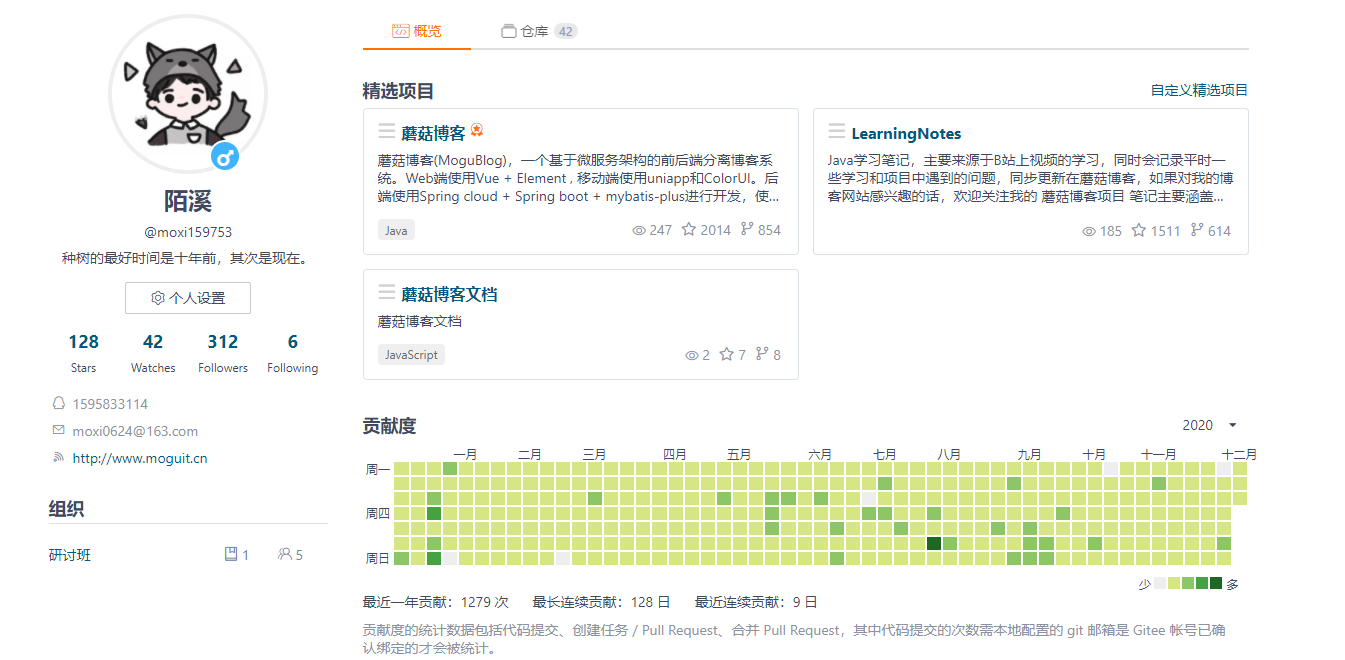 概览
仓库 42
陌溪
@moxi159753
种树的最好时间是十年前，其次是现在。
个人设置
128 42 312 6
Stars Watches Followers Following
1595833114
moxi0624@163.com
http://www.moguit.cn
组织
研讨班 1 5
精选项目 自定义精选项目
蘑菇博客
蘑菇博客(MoguBlog)，一个基于微服务架构的前后端分离博客系
统。Web端使用Vue + Element , 移动端使用uniapp和ColorUI。后
端使用Spring cloud + Spring boot + mybatis-plus进行开发，使...
Java 247 2014 854
LearningNotes
Java学习笔记，主要来源于B站上视频的学习，同时会记录平时一
些学习和项目中遇到的问题，同步更新在蘑菇博客，如果对我的博
客网站感兴趣的话，欢迎关注我的 蘑菇博客项目 笔记主要涵盖...
185 1511 614
蘑菇博客文档
蘑菇博客文档
JavaScript 2 7 8
贡献度 2020
一月 二月 三月 四月 五月 六月 七月 八月 九月 十月 十一月 十二月
周一
周四
周日
少 多
最近一年贡献：1279 次 最长连续贡献：128 日 最近连续贡献：9 日
贡献度的统计数据包括代码提交、创建任务 / Pull Request、合并 Pull Request，其中代码提交的次数需本地配置的 git 邮箱是 Gitee 帐号已确
认绑定的才会被统计。